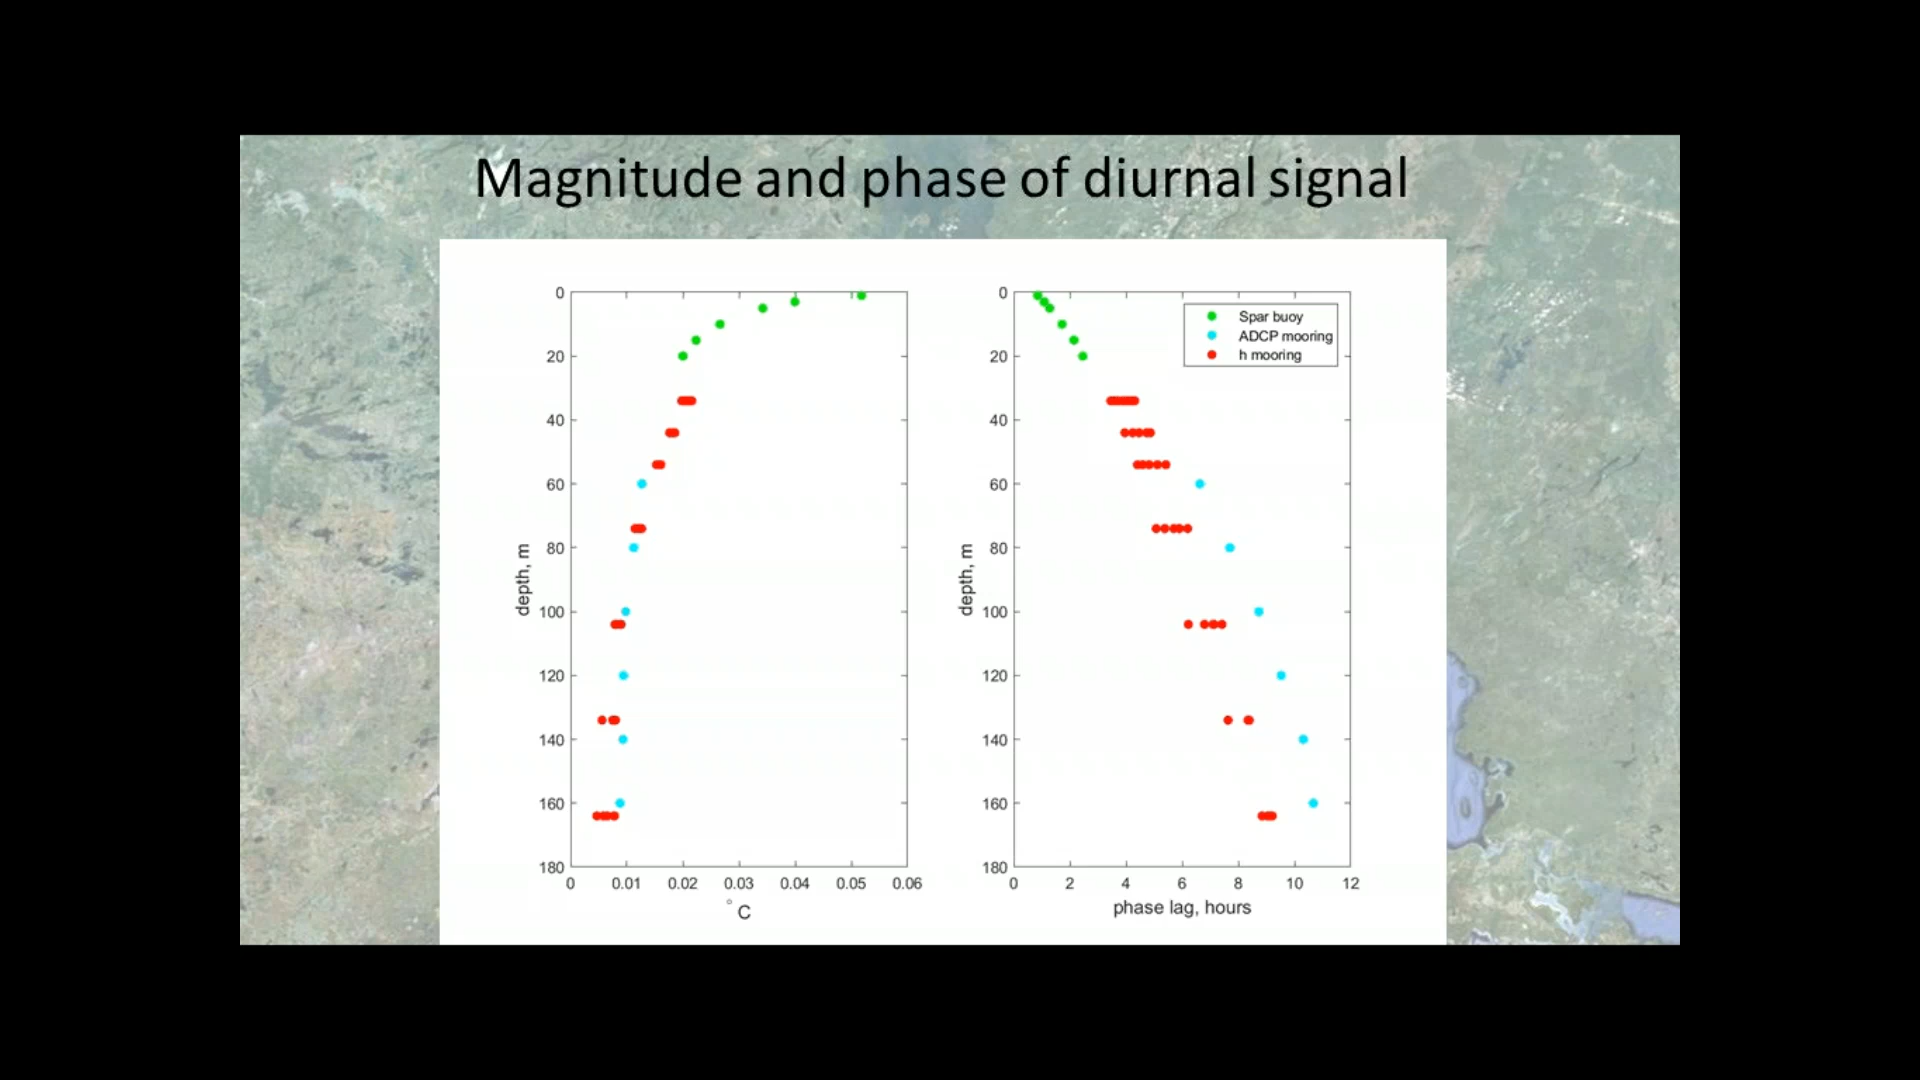 Magnitude and phase of diurnal signal
0
20
40
60
80
100
120
140
160
180
depth, m
0 0.01 0.02 0.03 0.04 0.05 0.06
°C
0
20
40
60
80
100
120
140
160
180
depth, m
0 2 4 6 8 10 12
phase lag, hours
Spar buoy
ADCP mooring
h mooring